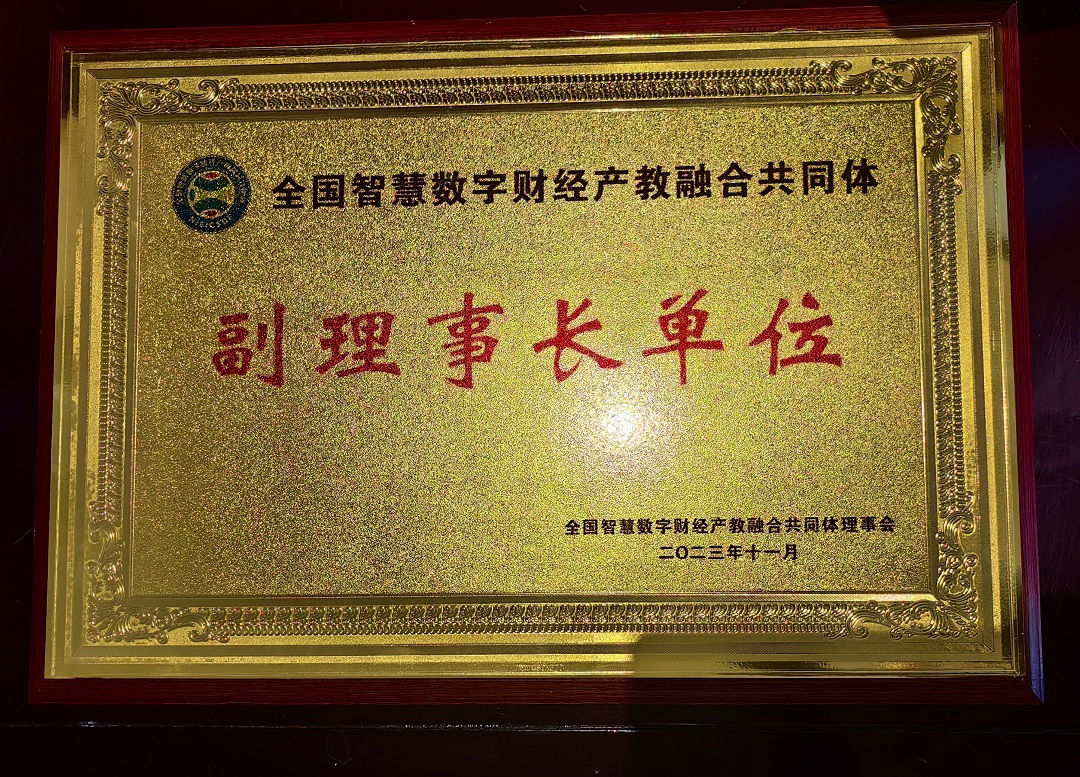 全国智慧数字财经产教融合共同体
副理事长单位
全国智慧数字财经产教融合共同体理事会
二〇二三年十一月